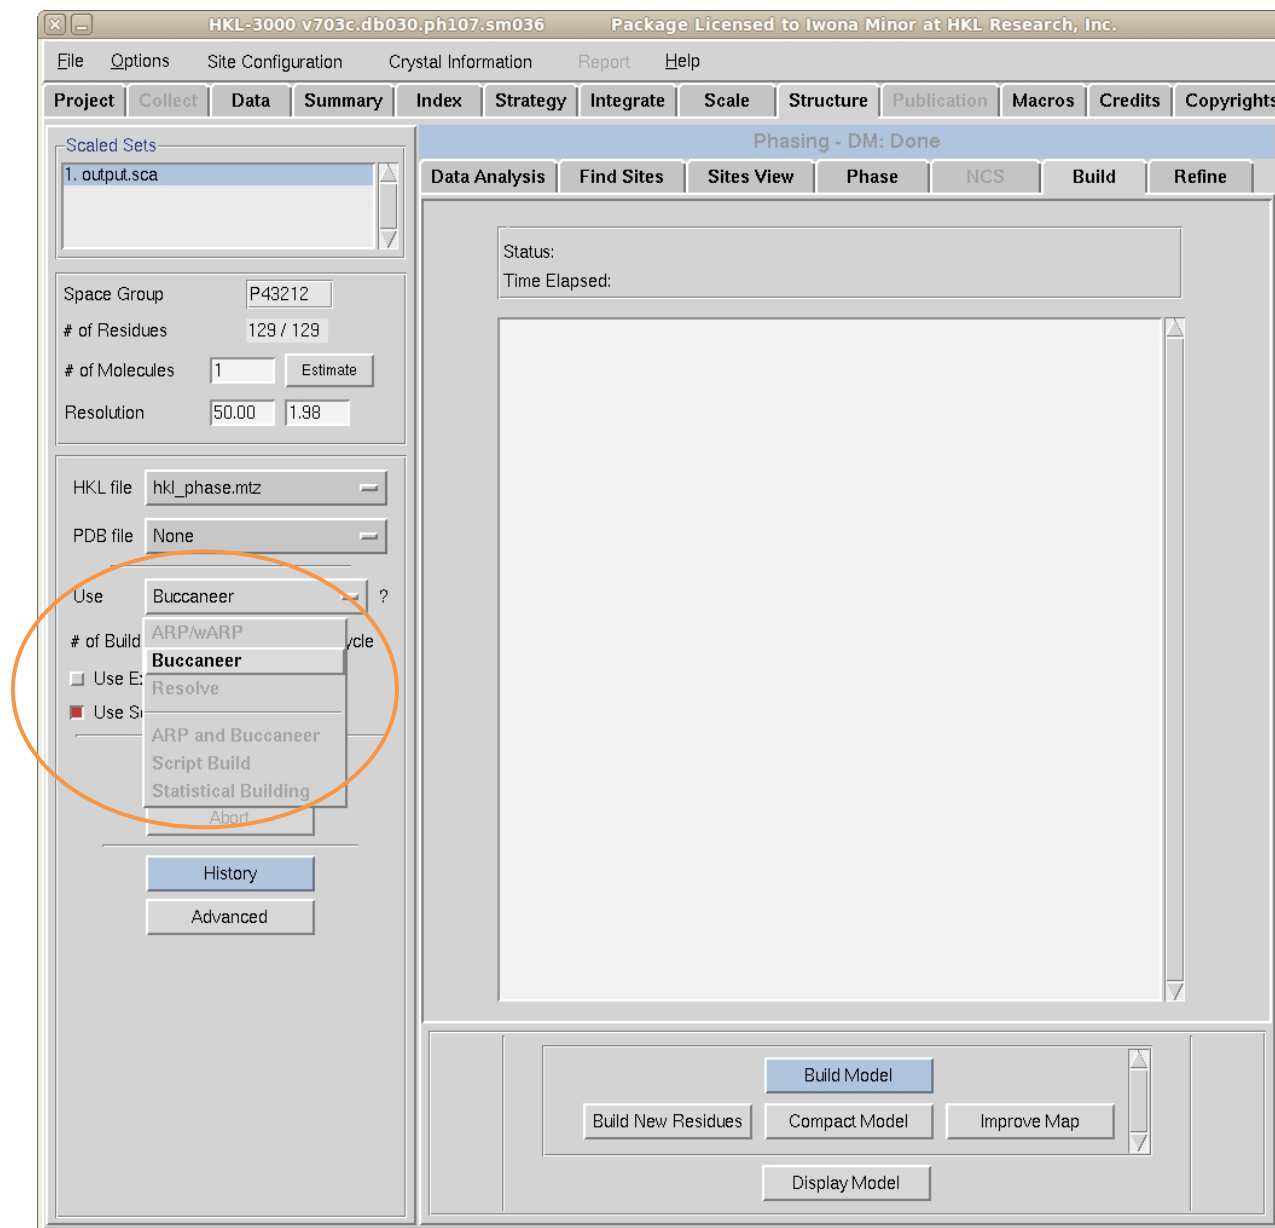 HKL-3000 v703c.db030.ph107.sm036 Package Licensed to Iwona Minor at HKL Research, Inc.
File Options Site Configuration Crystal Information Report Help
Project Collect Data Summary Index Strategy Integrate Scale Structure Publication Macros Credits Copyrights
Scaled Sets
1. output.sca
Phasing - DM: Done
Data Analysis Find Sites Sites View Phase NCS Build Refine
Status:
Time Elapsed:
Space Group P43212
# of Residues 129 / 129
# of Molecules 1 Estimate
Resolution 50.00 1.98
HKL file hkl_phase.mtz
PDB file None
Use Buccaneer ?
# of Build ycle
ARP/wARP
Buccaneer
Use E
Resolve
Use S
ARP and Buccaneer
Script Build
Statistical Building
Abort
History
Advanced
Build Model
Build New Residues Compact Model Improve Map
Display Model